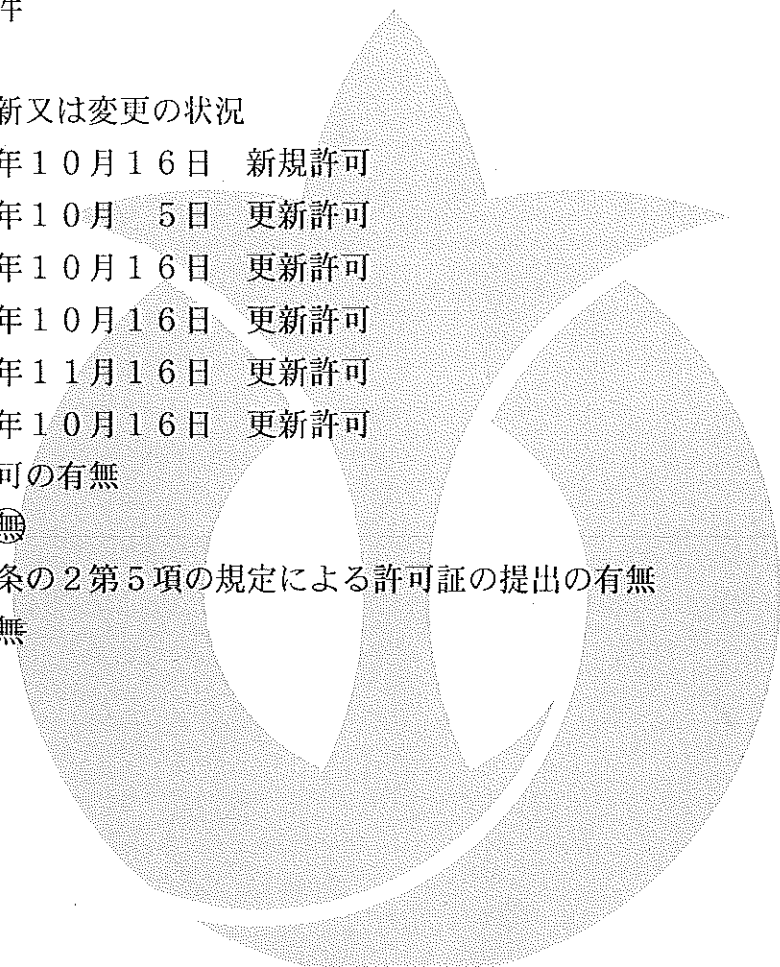 件
新又は変更の状況
年10月16日 新規許可
年10月 5日 更新許可
年10月16日 更新許可
年10月16日 更新許可
年11月16日 更新許可
年10月16日 更新許可
可の有無
無
条の2第5項の規定による許可証の提出の有無
無